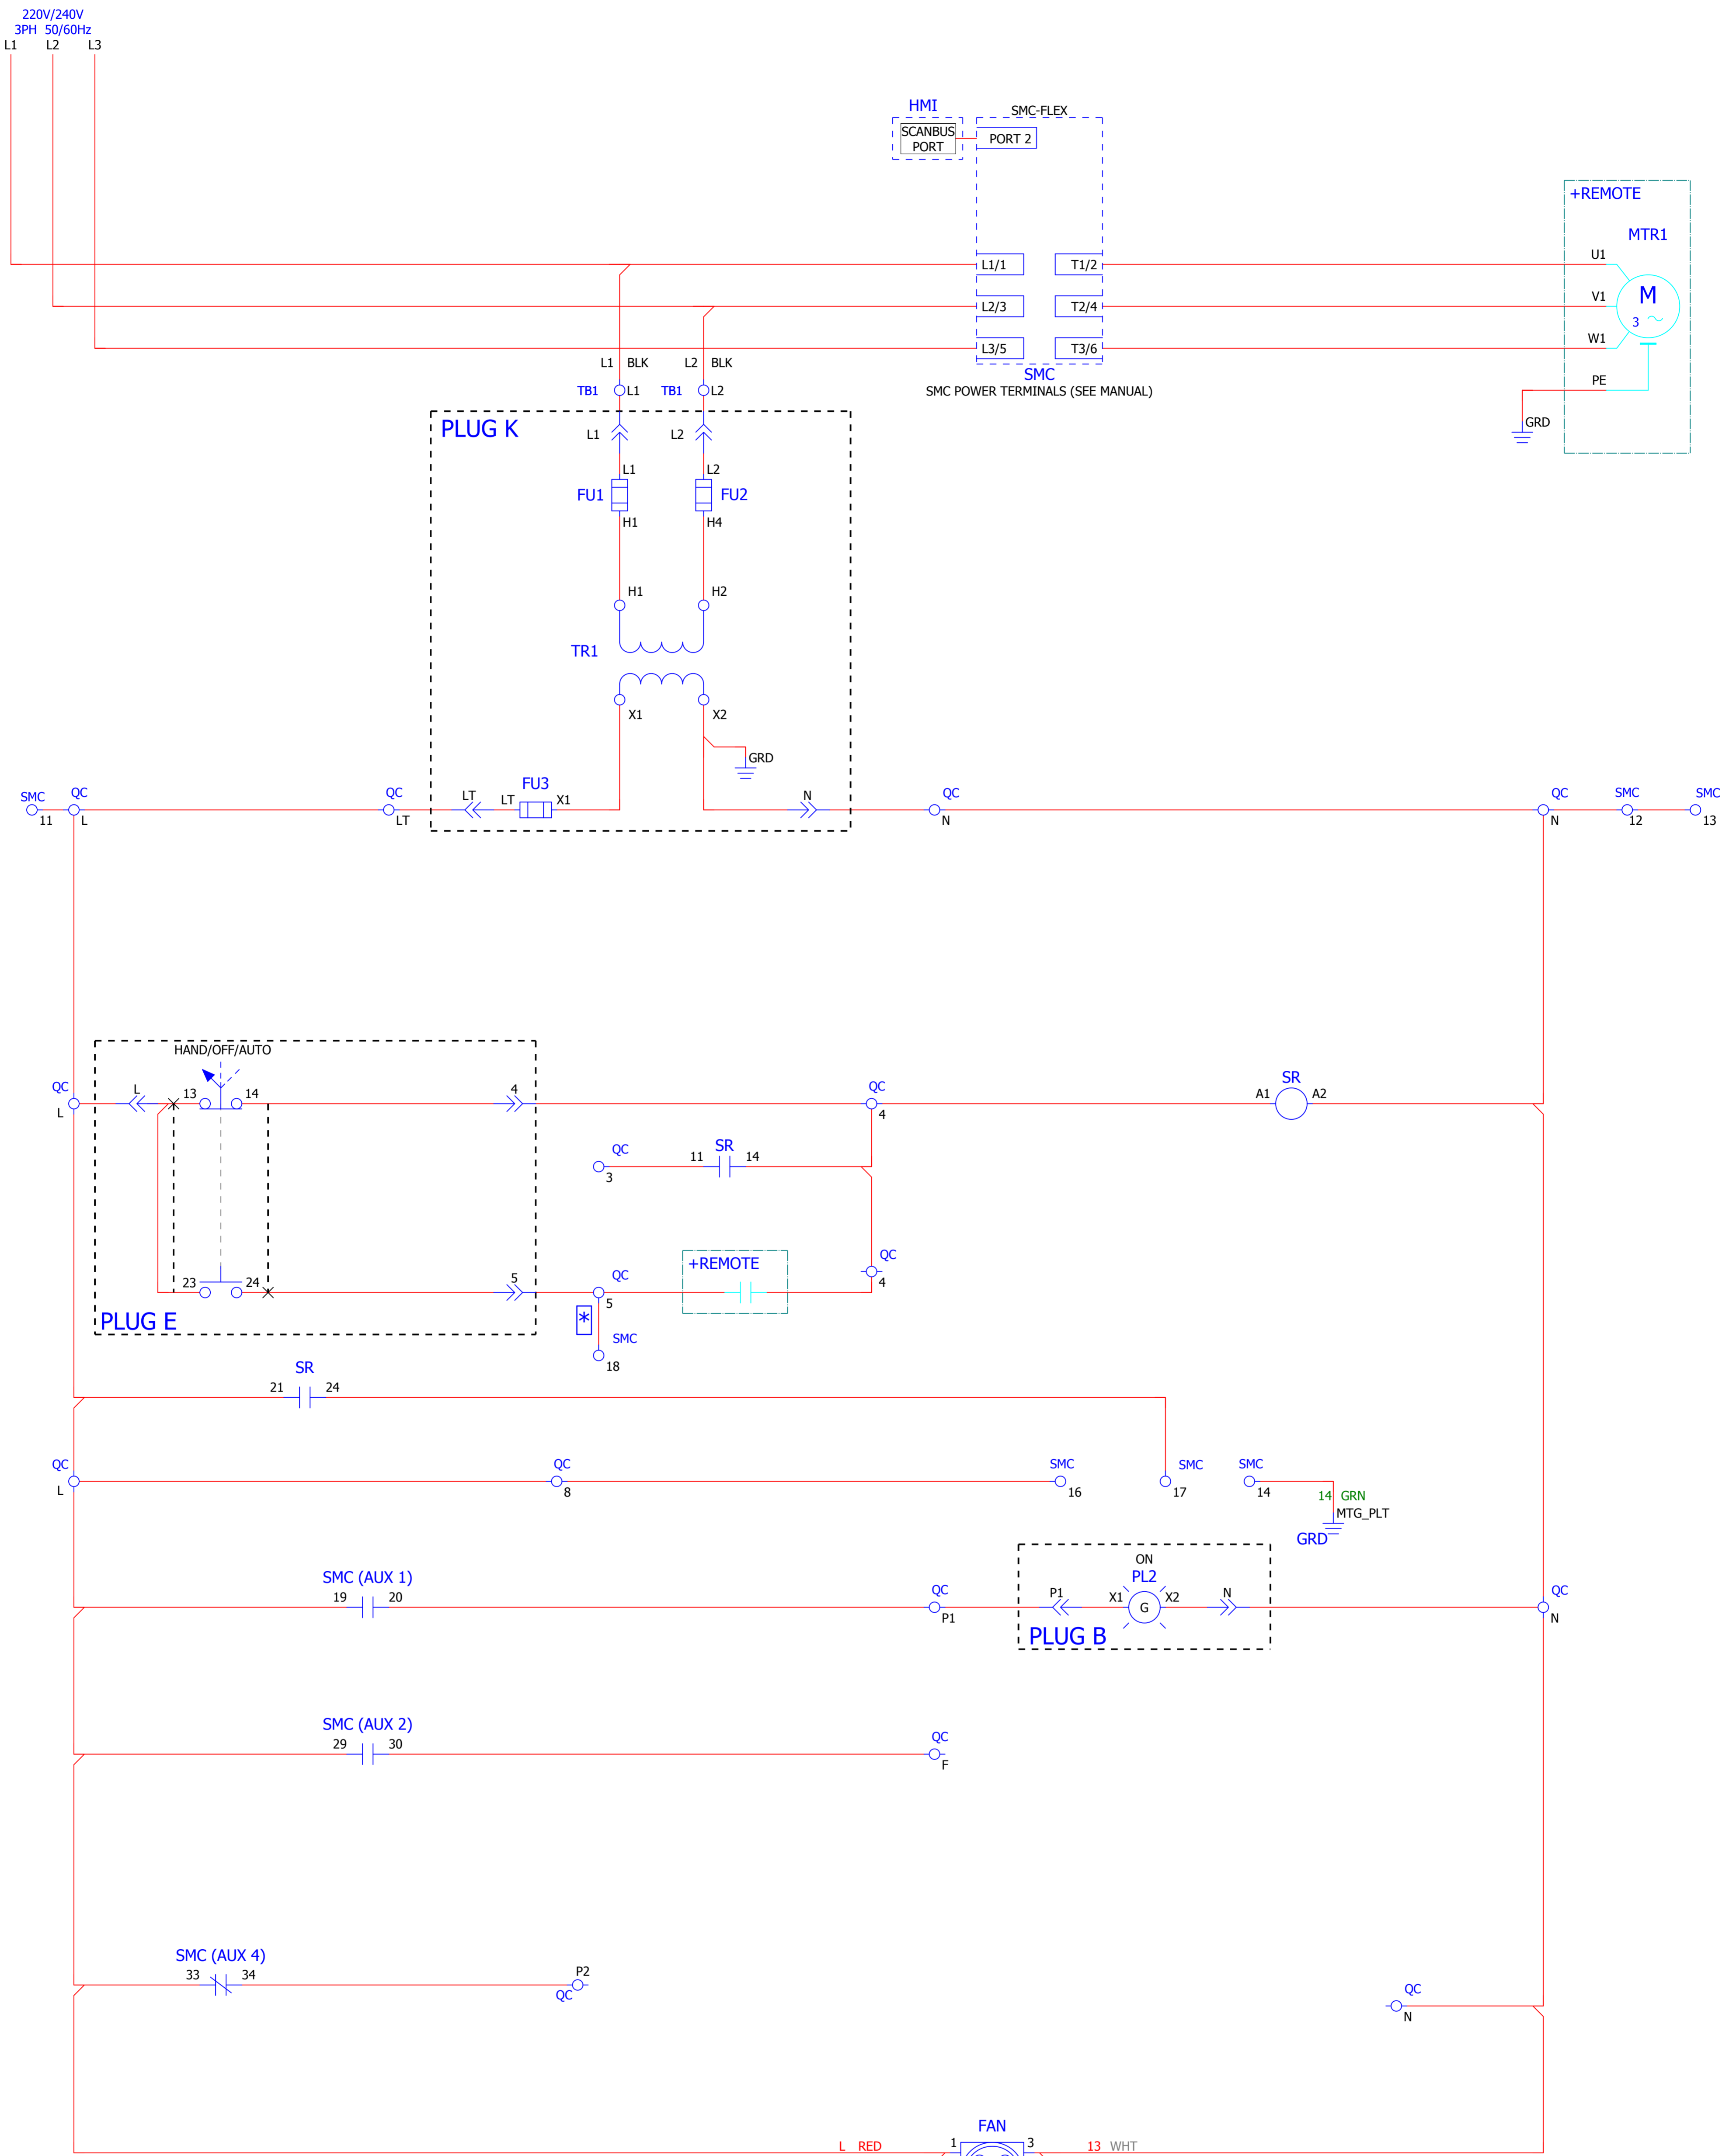 220V/240V
3PH 50/60Hz
L1 L2 L3
HMI
SMC-FLEX
SCANBUS
PORT
PORT 2
+REMOTE
MTR1
U1
L1/1 T1/2
V1 M
L2/3 T2/4
3
W1
L3/5 T3/6
L1 BLK L2 BLK
SMC
PE
TB1 L1 TB1 L2
SMC POWER TERMINALS (SEE MANUAL)
PLUG K
L1 L2
GRD
L1 L2
FU1 FU2
H1 H4
H1 H2
TR1
X1 X2
GRD
FU3
SMC QC QC LT LT X1 N QC QC SMC SMC
11 L LT N N 12 13
HAND/OFF/AUTO
QC L 13 14 4 QC SR
L 4 A1 A2
QC 11 SR 14
3
QC
+REMOTE
4
23 24 5 QC
5
PLUG E
*
SMC
18
SR
21 24
QC QC SMC SMC SMC
L 8 16 17 14
14 GRN
MTG_PLT
GRD
ON
SMC (AUX 1) PL2
19 20 QC P1 X1 G X2 N QC
P1 N
PLUG B
SMC (AUX 2)
29 30 QC
F
SMC (AUX 4)
33 34 P2
QC
QC
N
FAN
L RED 1 3 13 WHT